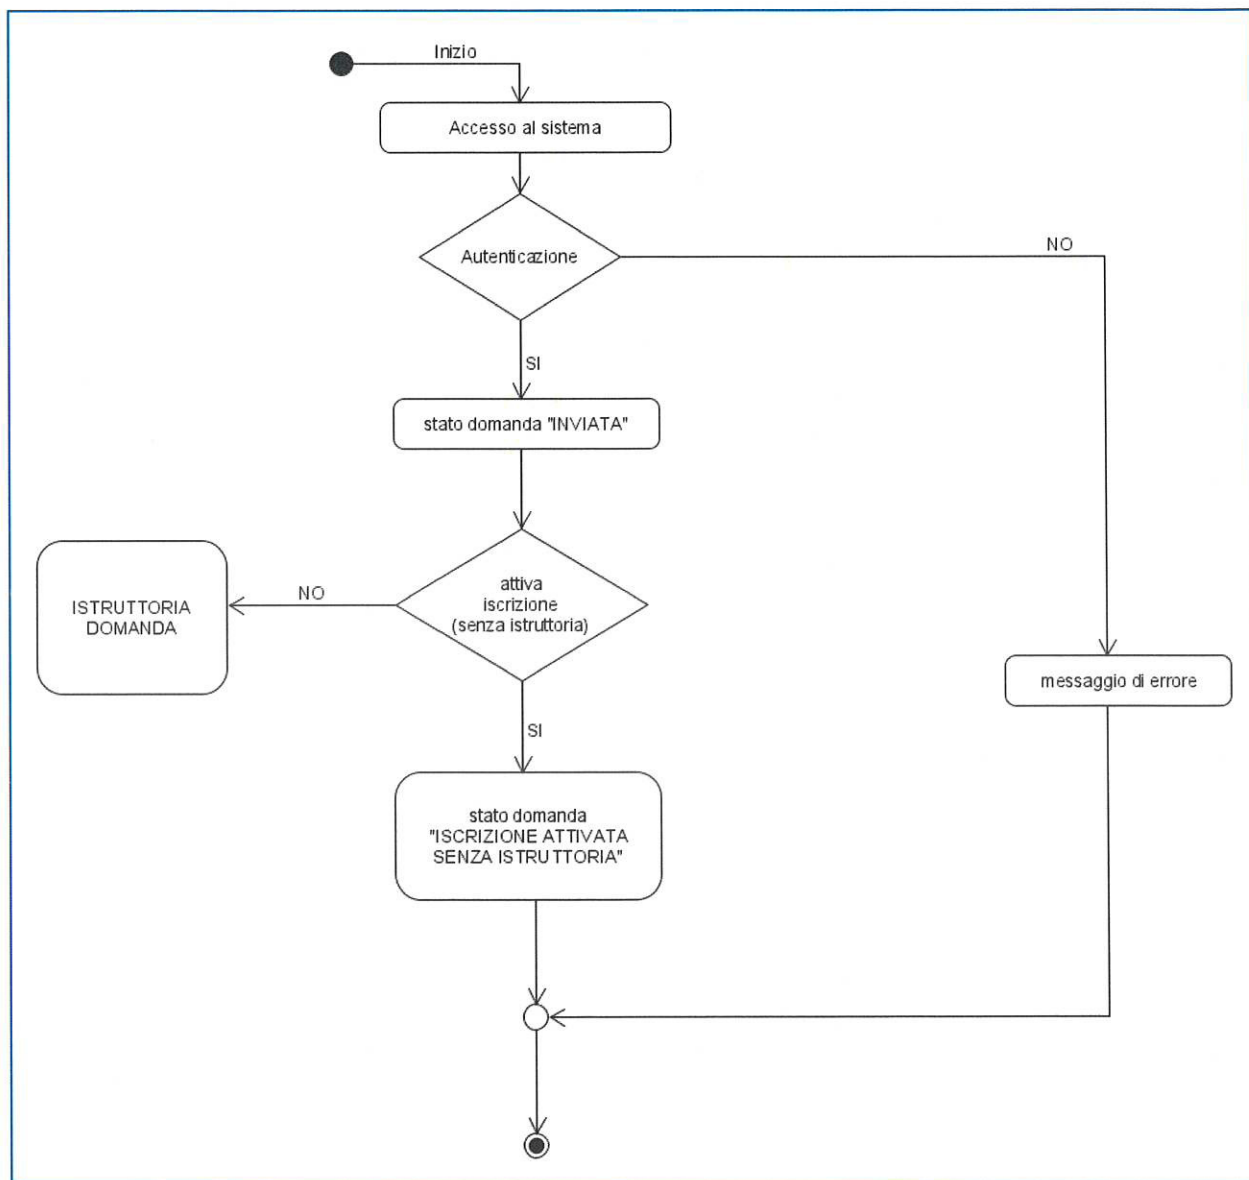 Inizio
Accesso al sistema
Autenticazione
NO
SI
stato domanda "INVIATA"
attiva
iscrizione
(senza istruttoria)
NO
ISTRUTTORIA
DOMANDA
messaggio di errore
SI
stato domanda
"ISCRIZIONE ATTIVATA
SENZA ISTRUTTORIA"